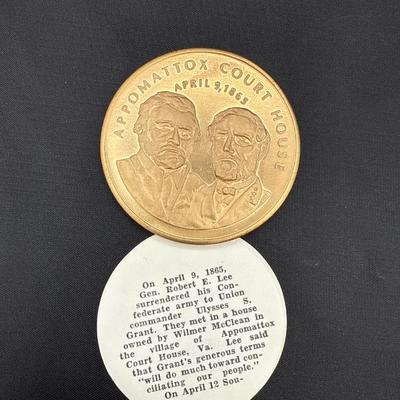 APPOMATTOX COURT HOUSE
APRIL 9, 1865
On April 9, 1865,
Gen. Robert E. Lee
surrendered his Con-
federate army to Union
commander Ulysses S.
Grant. They met in a house
owned by Wilmer McClean in
the village of Appomattox
Court House, Va. Lee said
that Grant's generous terms
"will do much toward con-
ciliating our people."
On April 12 Sou-